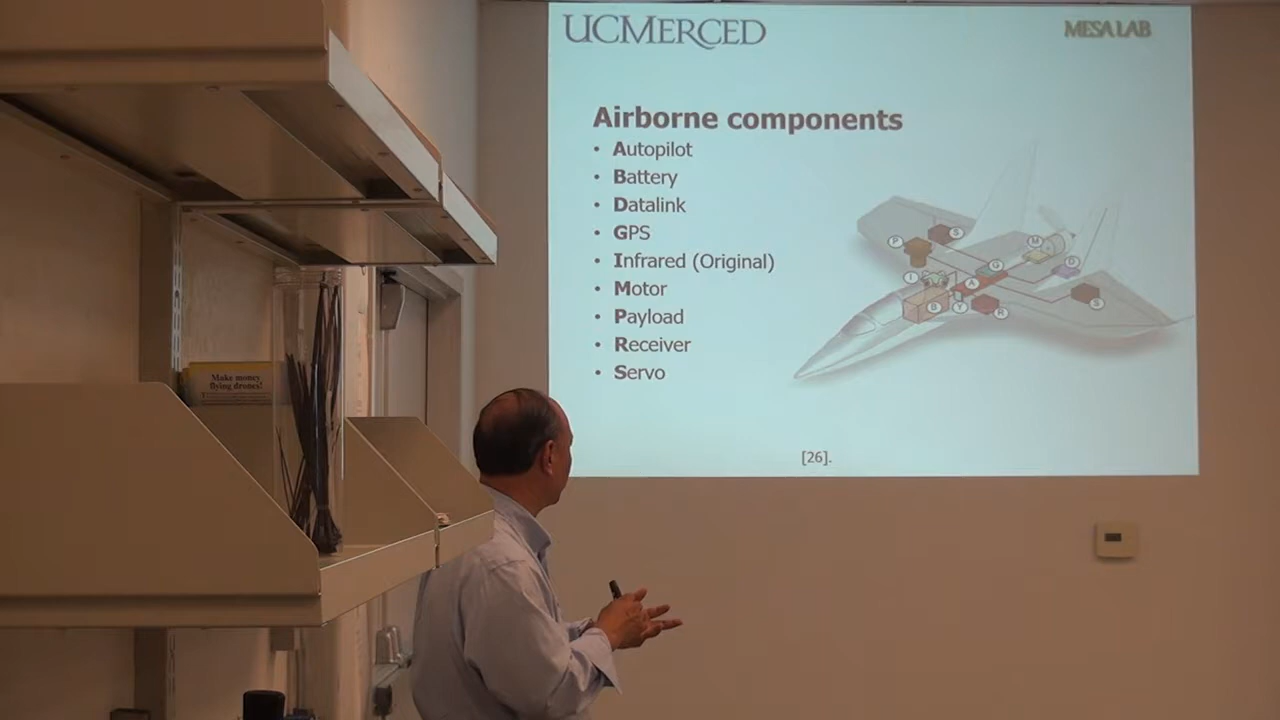 UCMERCED
MESA LAB
Airborne components
• Autopilot
• Battery
• Datalink
• GPS
• Infrared (Original)
• Motor
• Payload
• Receiver
• Servo
P
S
M
D
G
I
A
B
Y
R
S
[26].
Make money
flying drones!